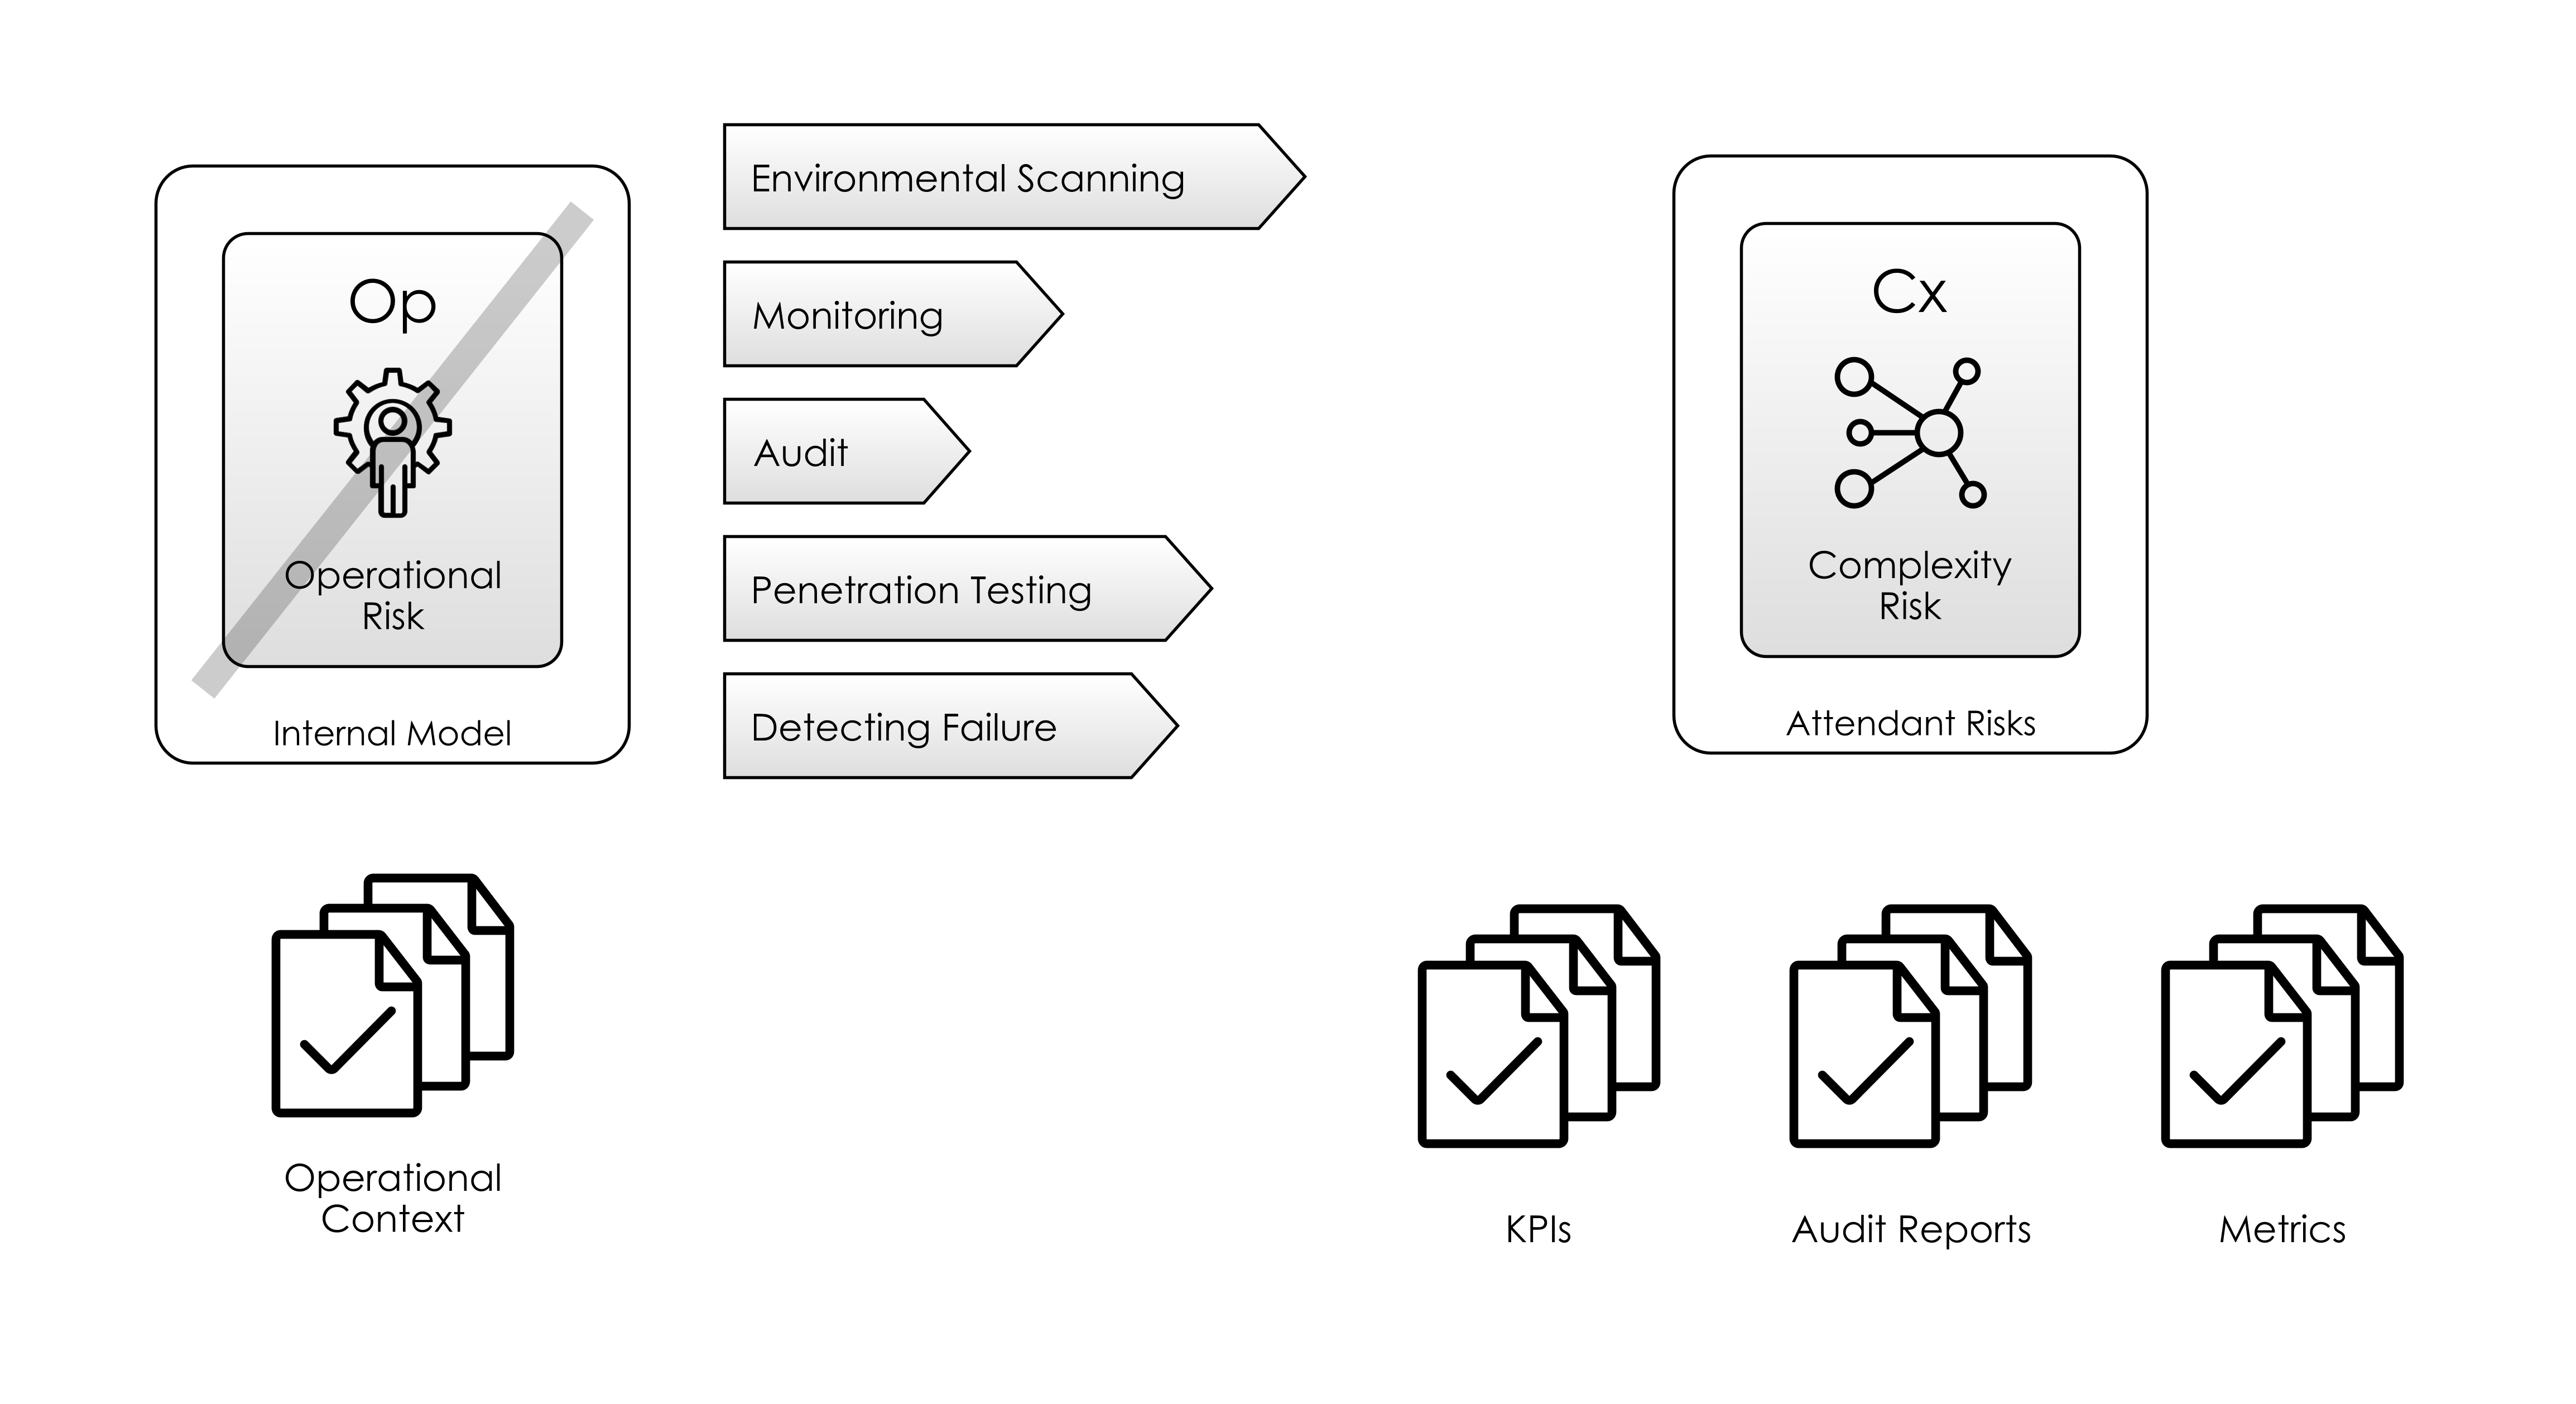 Op
Operational
Risk
Internal Model
Environmental Scanning
Monitoring
Audit
Penetration Testing
Detecting Failure
Cx
Complexity
Risk
Attendant Risks
Operational
Context
KPIs
Audit Reports
Metrics